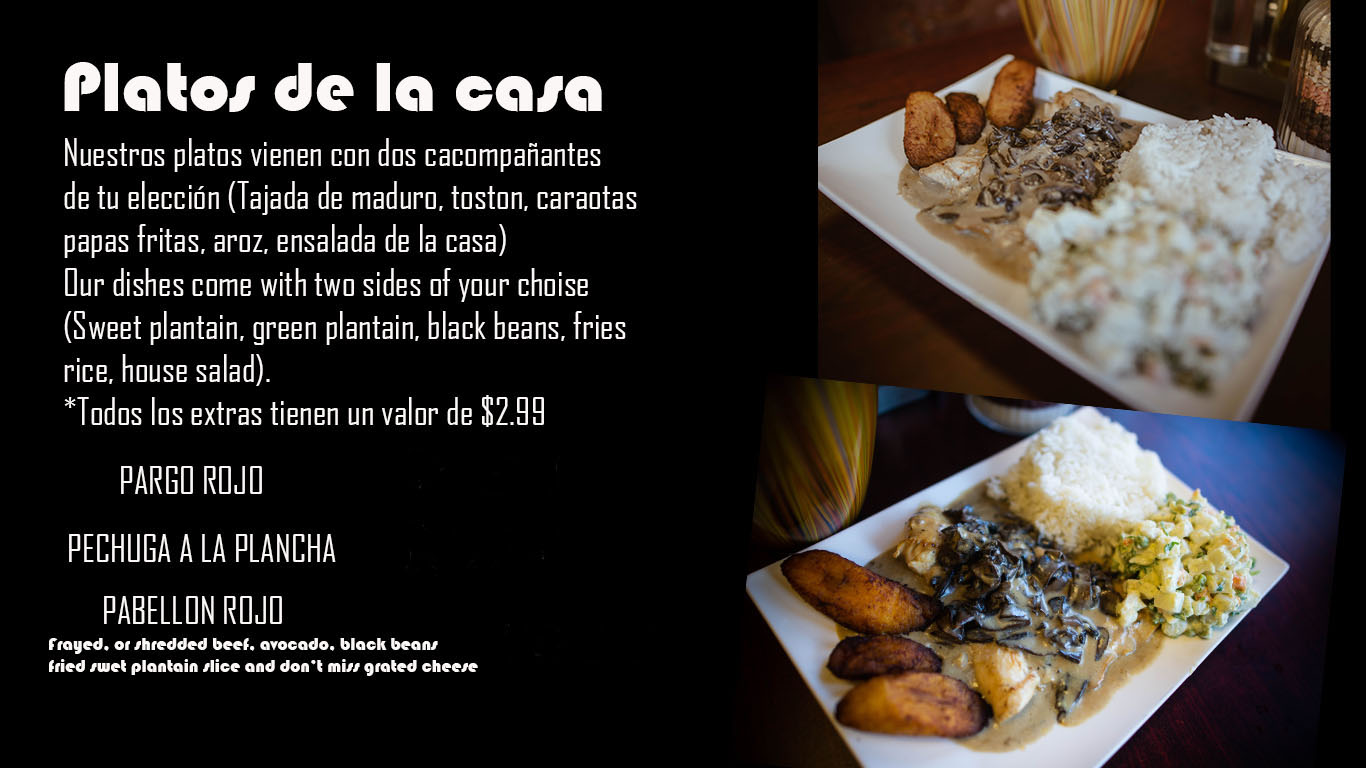 Platos de la casa
Nuestros platos vienen con dos cacompañantes
de tu elección (Tajada de maduro, toston, caraotas
papas fritas, aroz, ensalada de la casa)
Our dishes come with two sides of your choise
(Sweet plantain, green plantain, black beans, fries
rice, house salad).
*Todos los extras tienen un valor de $2.99
PARGO ROJO
PECHUGA A LA PLANCHA
PABELLON ROJO
Frayed, or shredded beef, avocado, black beans
fried swet plantain slice and don't miss grated cheese